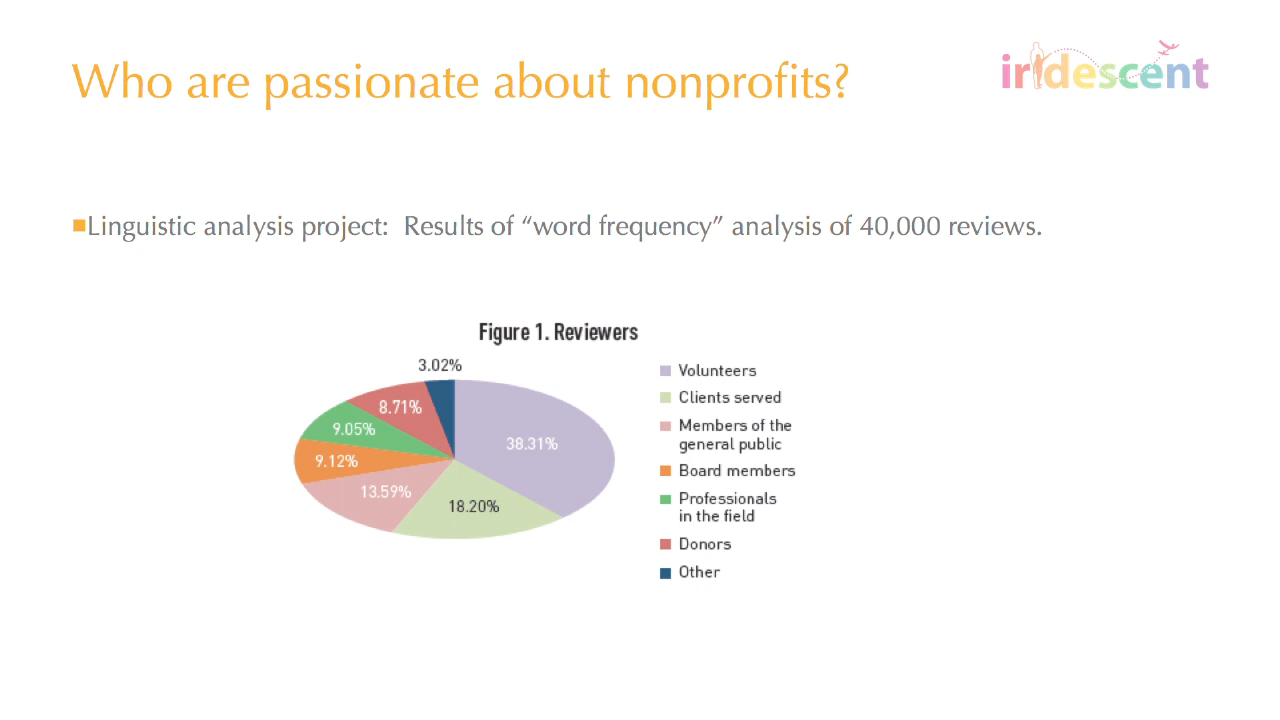 Who are passionate about nonprofits?
iridescent
■Linguistic analysis project:  Results of “word frequency” analysis of 40,000 reviews.
Figure 1. Reviewers
3.02%
8.71%
9.05%
9.12%
13.59%
18.20%
38.31%
Volunteers
Clients served
Members of the
general public
Board members
Professionals
in the field
Donors
Other